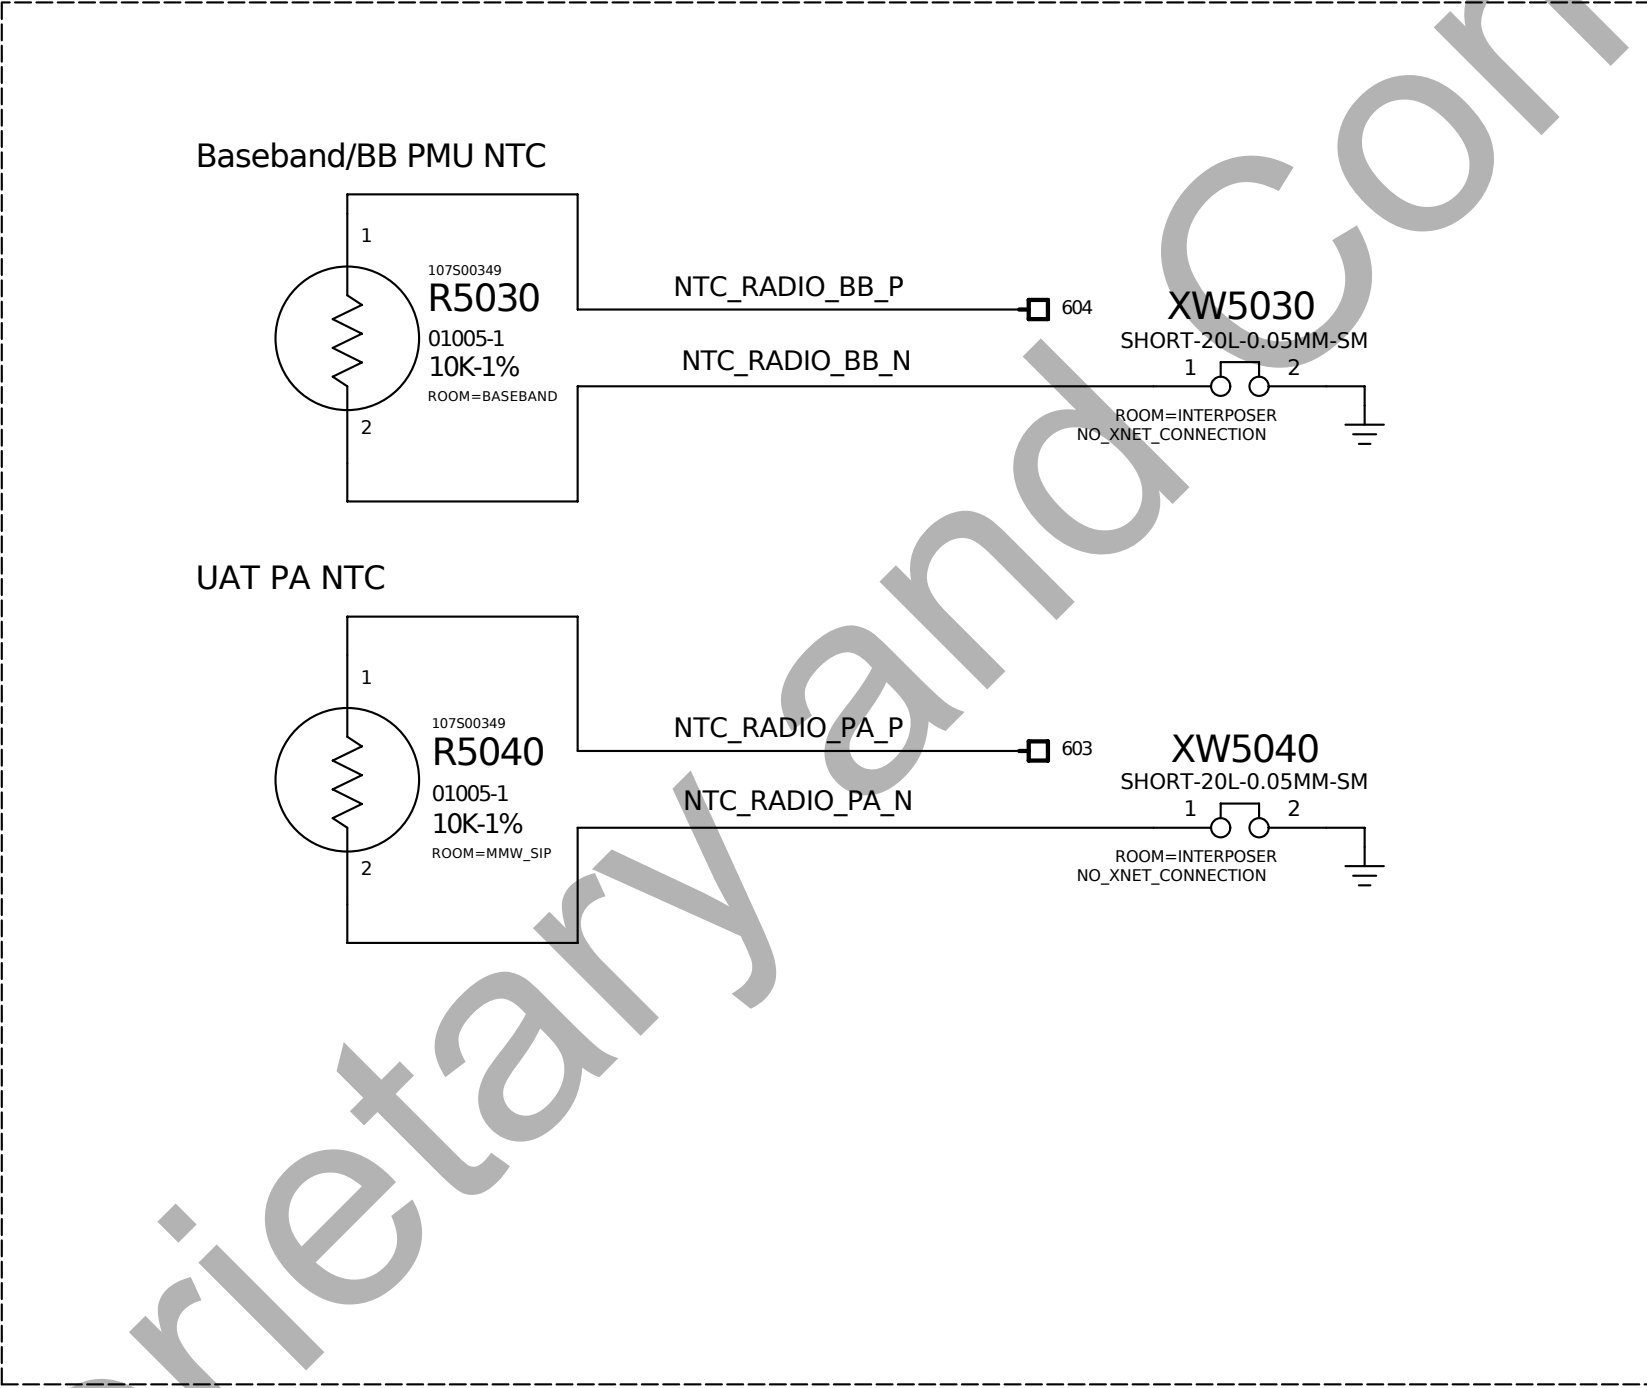 Baseband/BB PMU NTC
1
107S00349
R5030
01005-1
10K-1%
ROOM=BASEBAND
2
NTC_RADIO_BB_P
604
NTC_RADIO_BB_N
XW5030
SHORT-20L-0.05MM-SM
1 2
ROOM=INTERPOSER
NO_XNET_CONNECTION
UAT PA NTC
1
107S00349
R5040
01005-1
10K-1%
ROOM=MMW_SIP
2
NTC_RADIO_PA_P
603
NTC_RADIO_PA_N
XW5040
SHORT-20L-0.05MM-SM
1 2
ROOM=INTERPOSER
NO_XNET_CONNECTION
rietary and Con